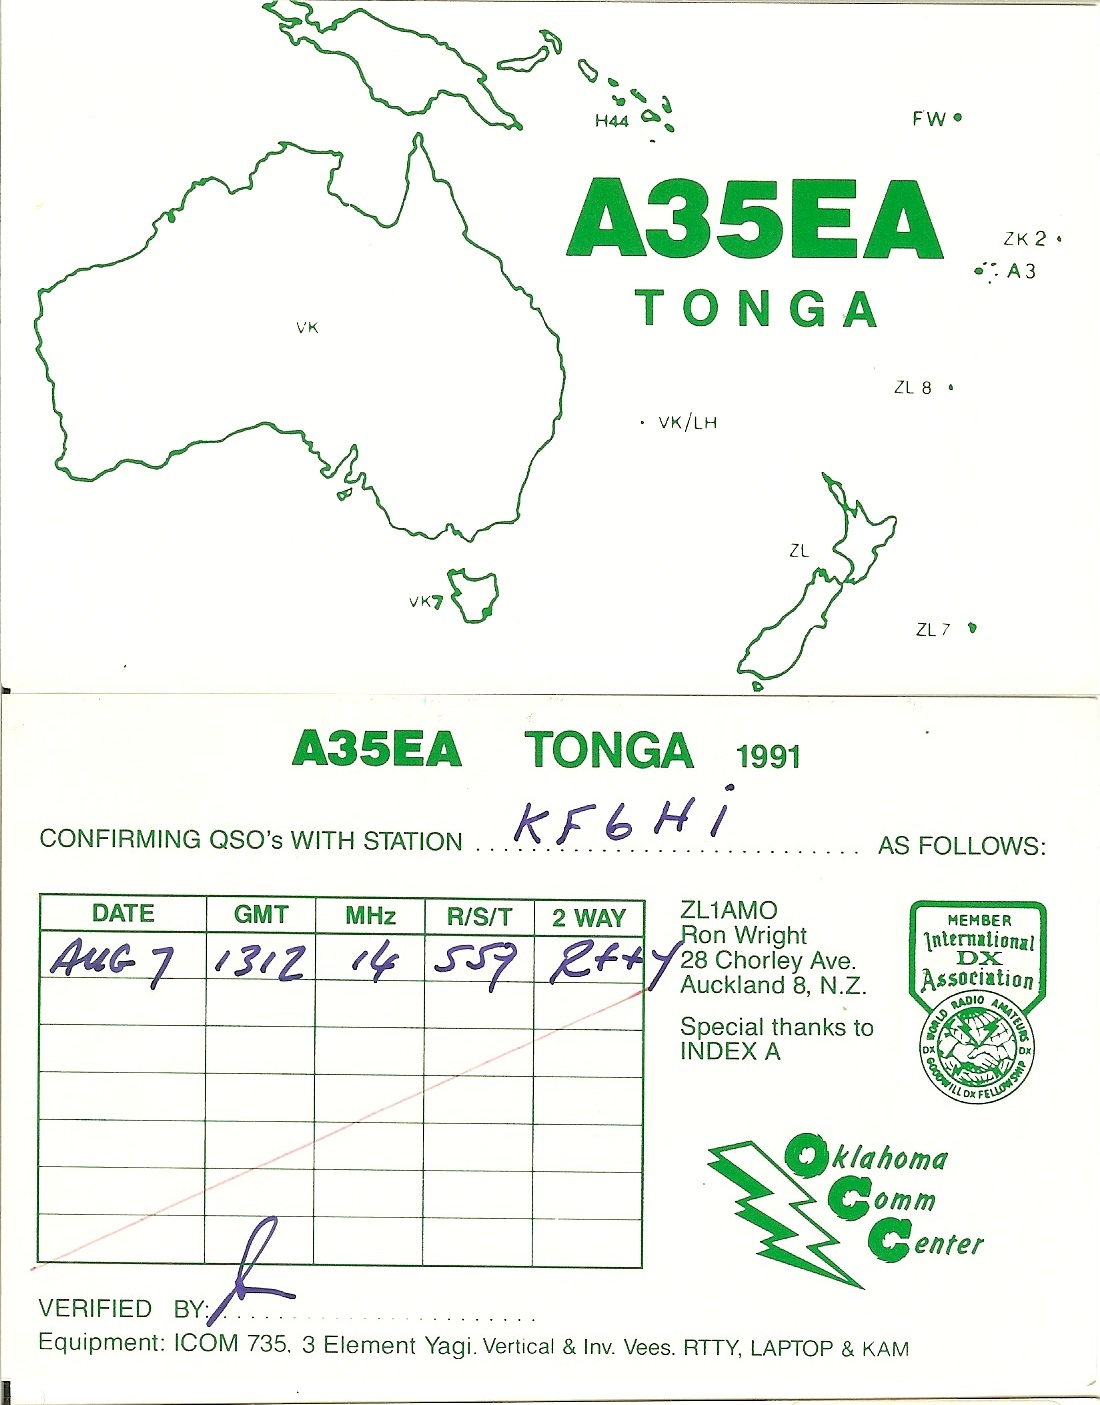 H44
FW
A35EA
ZK 2
A 3
TONGA
VK
ZL 8
VK/LH
ZL
VK7
ZL 7
A35EA TONGA 1991
CONFIRMING QSO's WITH STATION KF6Hi AS FOLLOWS:
DATE GMT MHz R/S/T 2 WAY
AUG 7 1312 14 559 RttY
ZL1AMO
Ron Wright
28 Chorley Ave.
Auckland 8, N.Z.
Special thanks to
INDEX A
MEMBER
International
DX
Association
WORLD RADIO AMATEURS
DX DX
GOODWILL DX FELLOWSHIP
Oklahoma
Comm
Center
VERIFIED BY:
Equipment: ICOM 735, 3 Element Yagi. Vertical & Inv. Vees. RTTY, LAPTOP & KAM